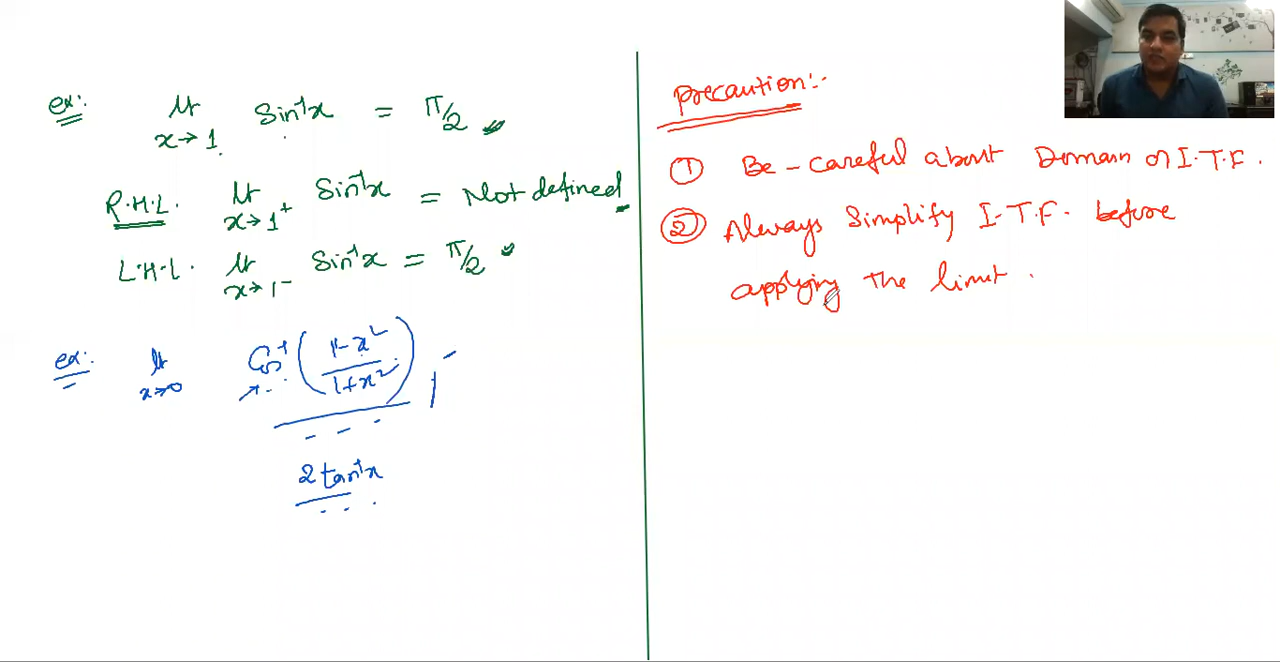 ex:- lt x→1 Sin⁻¹x = π/2
R.H.L. lt x→1⁺ Sin⁻¹x = Not defined
L.H.L. lt x→1⁻ Sin⁻¹x = π/2
ex:- lt x→0 Cos⁻¹(1-x²/1+x²)
2 tan⁻¹x
precaution:-
① Be-careful about Domain of I.T.F.
② Always Simplify I.T.F. before
applying the limit.